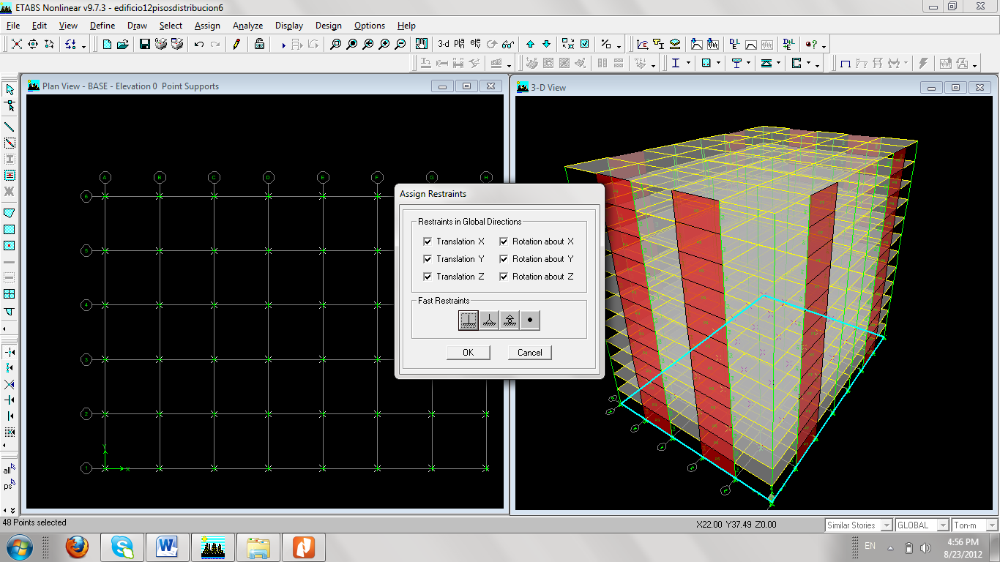 ETABS Nonlinear v9.7.3 - edificio12pisosdistribucion6
File Edit View Define Draw Select Assign Analyze Display Design Options Help
3-d
Plan View - BASE - Elevation 0 Point Supports
3-D View
A B C D E F G H
6
5
4
3
2
1
Y
X
Assign Restraints
Restraints in Global Directions
Translation X Rotation about X
Translation Y Rotation about Y
Translation Z Rotation about Z
Fast Restraints
OK Cancel
all
ps
48 Points selected
X22.00 Y37.49 Z0.00
Similar Stories
GLOBAL
Ton-m
EN
4:56 PM
8/23/2012